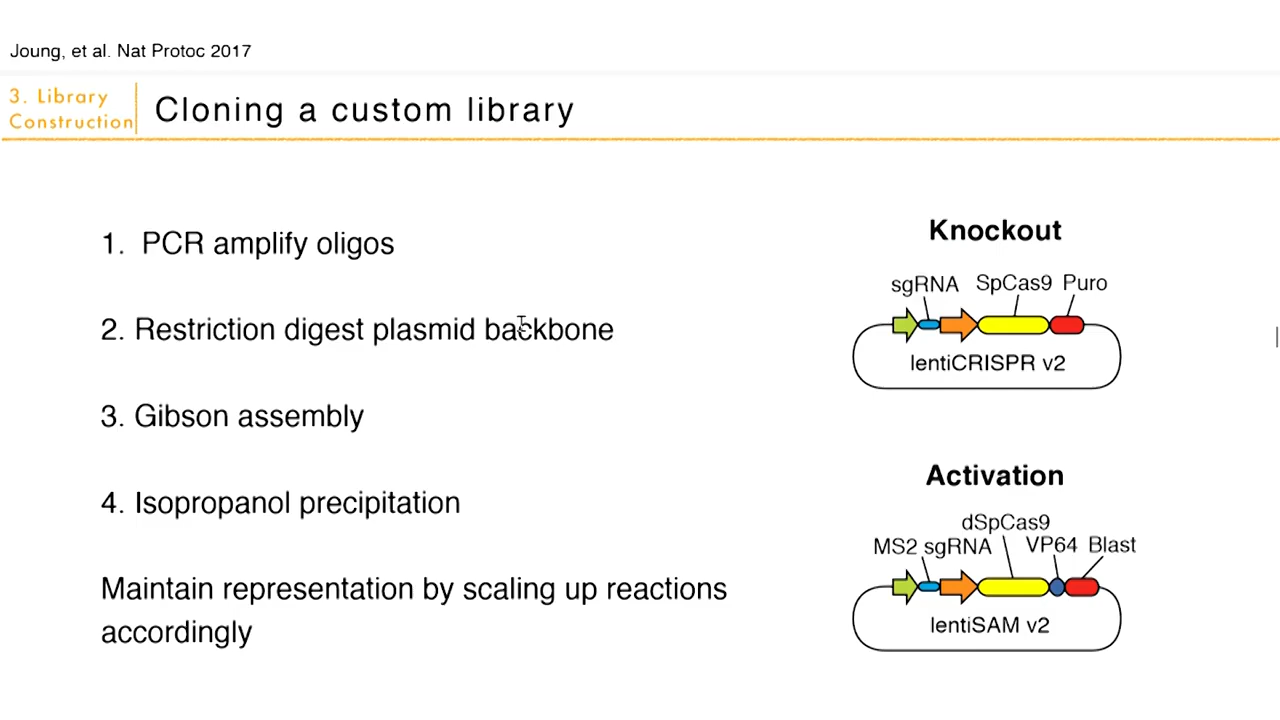 Joung, et al. Nat Protoc 2017
3. Library
Construction
Cloning a custom library
1. PCR amplify oligos
2. Restriction digest plasmid backbone
3. Gibson assembly
4. Isopropanol precipitation
Maintain representation by scaling up reactions
accordingly
Knockout
sgRNA SpCas9 Puro
lentiCRISPR v2
Activation
dSpCas9
MS2 sgRNA VP64 Blast
lentiSAM v2